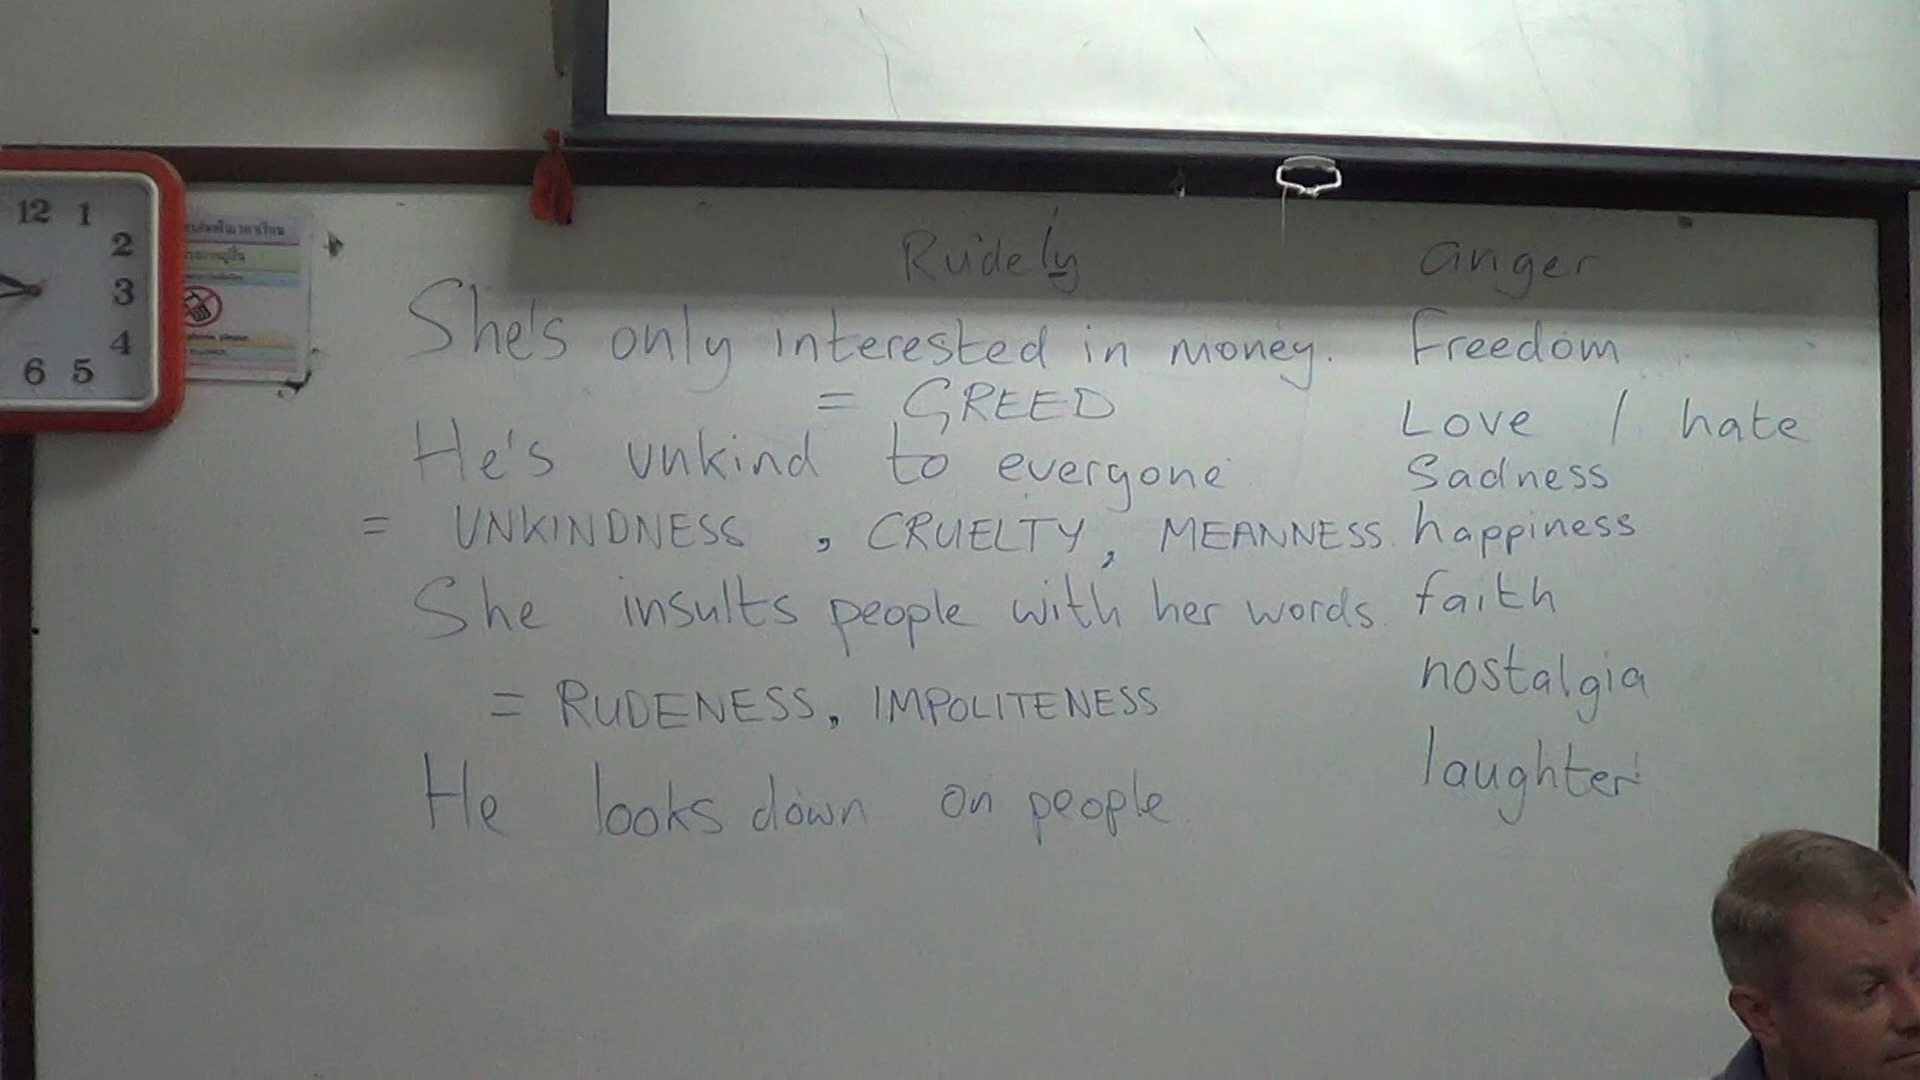 12 1
2
3
4
5
6
Rudely
She's only interested in money.
= GREED
He's unkind to everyone
= UNKINDNESS, CRUELTY, MEANNESS.
She insults people with her words.
= RUDENESS, IMPOLITENESS
He looks down on people.
anger
Freedom
Love / hate
Sadness
happiness
faith
nostalgia
laughter